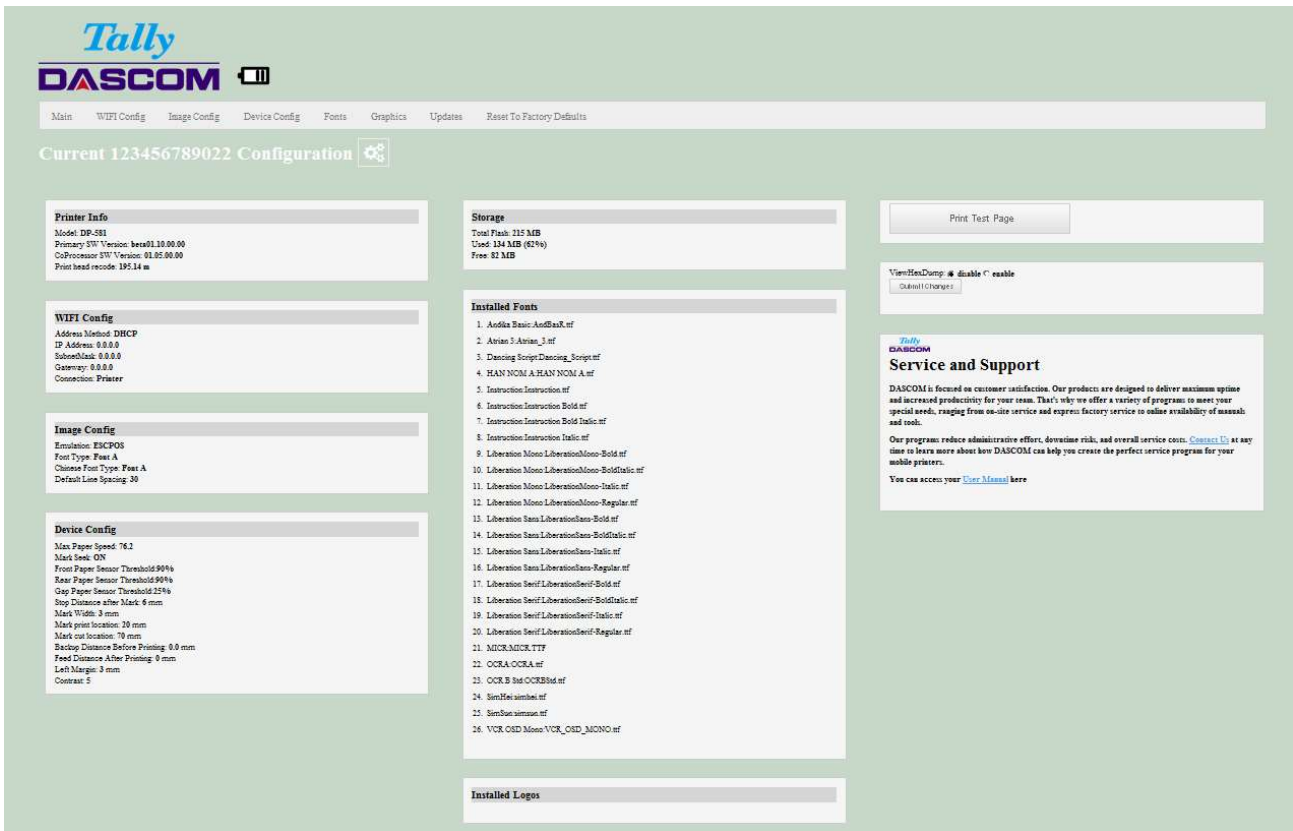 Tally
DASCOM
Main WIFI Config Image Config Device Config Fonts Graphics Updates Reset To Factory Defaults
Current 123456789022 Configuration
Printer Info
Model: DP-581
Primary SW Version: beta01.10.00.00
CoProcessor SW Version: 01.05.00.00
Print head recode: 195.14 m
WIFI Config
Address Method: DHCP
IP Address: 0.0.0.0
SubnetMask: 0.0.0.0
Gateway: 0.0.0.0
Connection: Printer
Image Config
Emulation: ESCPOS
Font Type: Font A
Chinese Font Type: Font A
Default Line Spacing: 30
Device Config
Max Paper Speed: 76.2
Mark Seek: ON
Front Paper Sensor Threshold:90%
Rear Paper Sensor Threshold:90%
Gap Paper Sensor Threshold:25%
Stop Distance after Mark: 6 mm
Mark Width: 3 mm
Mark print location: 20 mm
Mark cut location: 70 mm
Backup Distance Before Printing: 0.0 mm
Feed Distance After Printing: 0 mm
Left Margin: 3 mm
Contrast: 5
Storage
Total Flash: 215 MB
Used: 134 MB (62%)
Free: 82 MB
Installed Fonts
1. Andika Basic:AndBasR.ttf
2. Atrian 3:Atrian_3.ttf
3. Dancing Script:Dancing_Script.ttf
4. HAN NOM A:HAN NOM A.ttf
5. Instruction:Instruction.ttf
6. Instruction:Instruction Bold.ttf
7. Instruction:Instruction Bold Italic.ttf
8. Instruction:Instruction Italic.ttf
9. Liberation Mono:LiberationMono-Bold.ttf
10. Liberation Mono:LiberationMono-BoldItalic.ttf
11. Liberation Mono:LiberationMono-Italic.ttf
12. Liberation Mono:LiberationMono-Regular.ttf
13. Liberation Sans:LiberationSans-Bold.ttf
14. Liberation Sans:LiberationSans-BoldItalic.ttf
15. Liberation Sans:LiberationSans-Italic.ttf
16. Liberation Sans:LiberationSans-Regular.ttf
17. Liberation Serif:LiberationSerif-Bold.ttf
18. Liberation Serif:LiberationSerif-BoldItalic.ttf
19. Liberation Serif:LiberationSerif-Italic.ttf
20. Liberation Serif:LiberationSerif-Regular.ttf
21. MICR:MICR.TTF
22. OCRA:OCRA.ttf
23. OCR B Std:OCRBStd.ttf
24. SimHei:simhei.ttf
25. SimSun:simsun.ttf
26. VCR OSD Mono:VCR_OSD_MONO.ttf
Installed Logos
Print Test Page
ViewHexDump: disable enable
Submit Changes
Tally
DASCOM
Service and Support
DASCOM is focused on customer satisfaction. Our products are designed to deliver maximum uptime
and increased productivity for your team. That's why we offer a variety of programs to meet your
special needs, ranging from on-site service and express factory service to online availability of manuals
and tools.
Our programs reduce administrative effort, downtime risks, and overall service costs. Contact Us at any
time to learn more about how DASCOM can help you create the perfect service program for your
mobile printers.
You can access your User Manual here